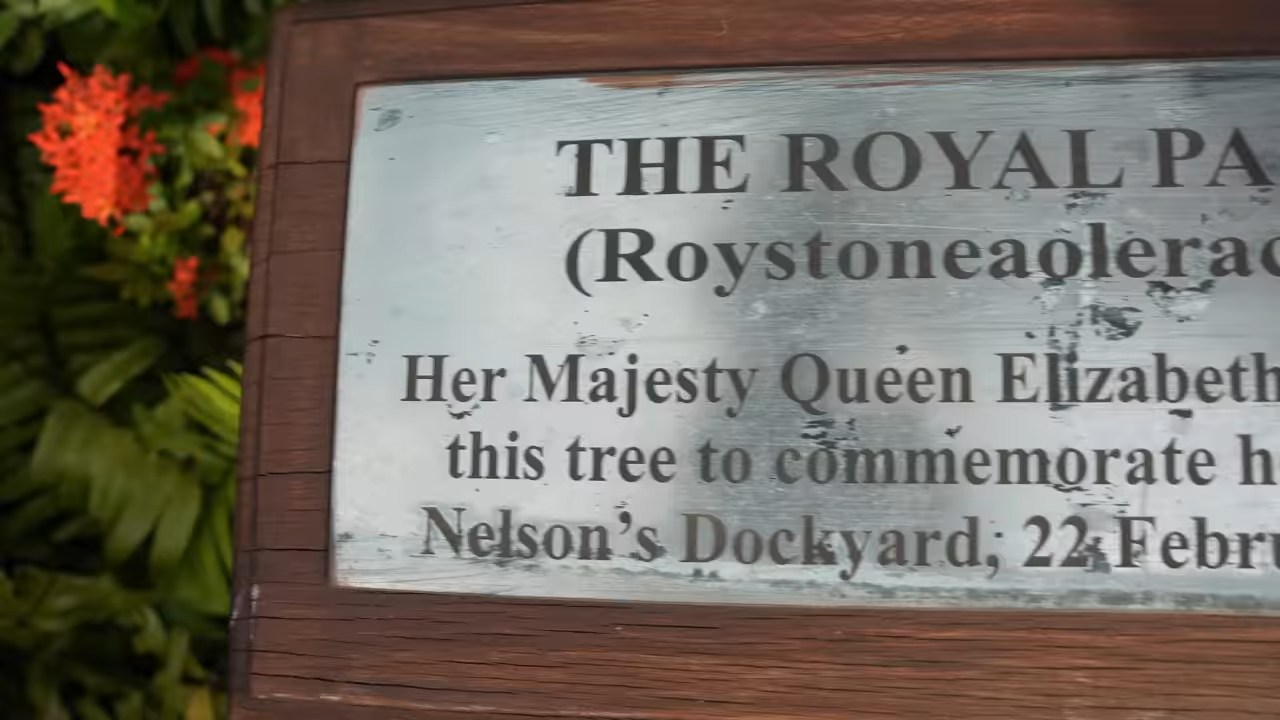 THE ROYAL PA
(Roystoneaolerac
Her Majesty Queen Elizabeth
this tree to commemorate h
Nelson's Dockyard; 22 Febru